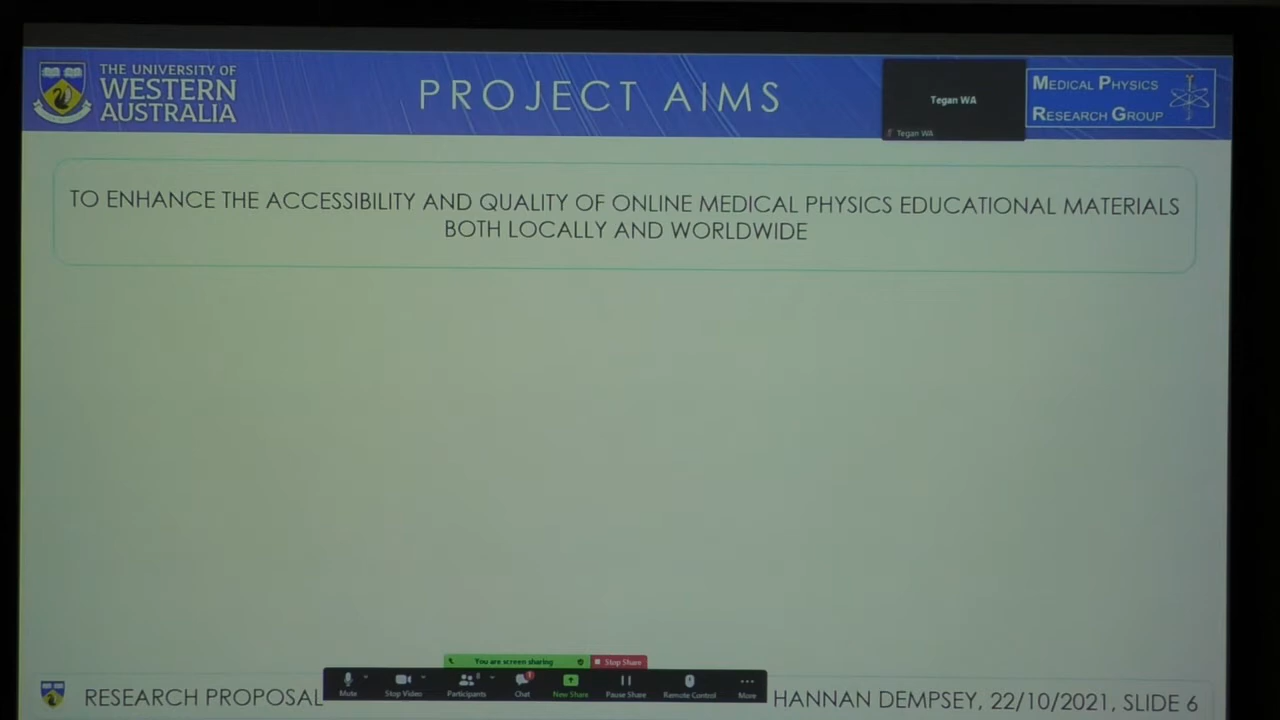 THE UNIVERSITY OF
WESTERN
AUSTRALIA
PROJECT AIMS
Tegan WA
Tegan WA
MEDICAL PHYSICS
RESEARCH GROUP
TO ENHANCE THE ACCESSIBILITY AND QUALITY OF ONLINE MEDICAL PHYSICS EDUCATIONAL MATERIALS
BOTH LOCALLY AND WORLDWIDE
You are screen sharing
Stop Share
Mute
Stop Video
Participants
8
Chat
1
New Share
Pause Share
Remote Control
More
RESEARCH PROPOSAL
HANNAN DEMPSEY, 22/10/2021, SLIDE 6